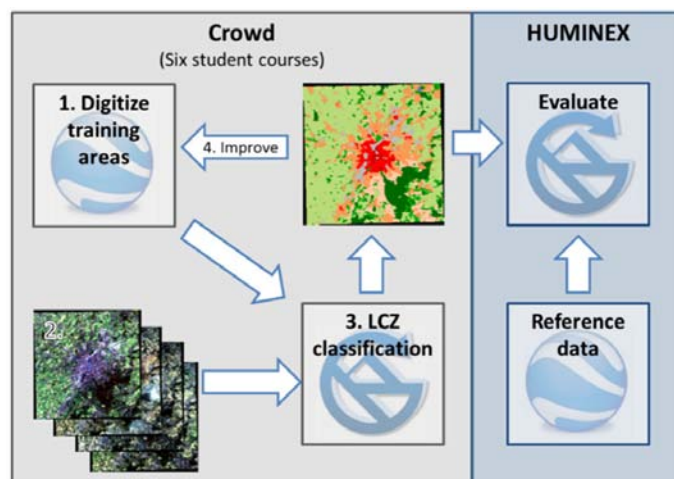 Crowd
(Six student courses)
HUMINEX
1. Digitize
training
areas
4. Improve
Evaluate
2.
3. LCZ
classification
Reference
data